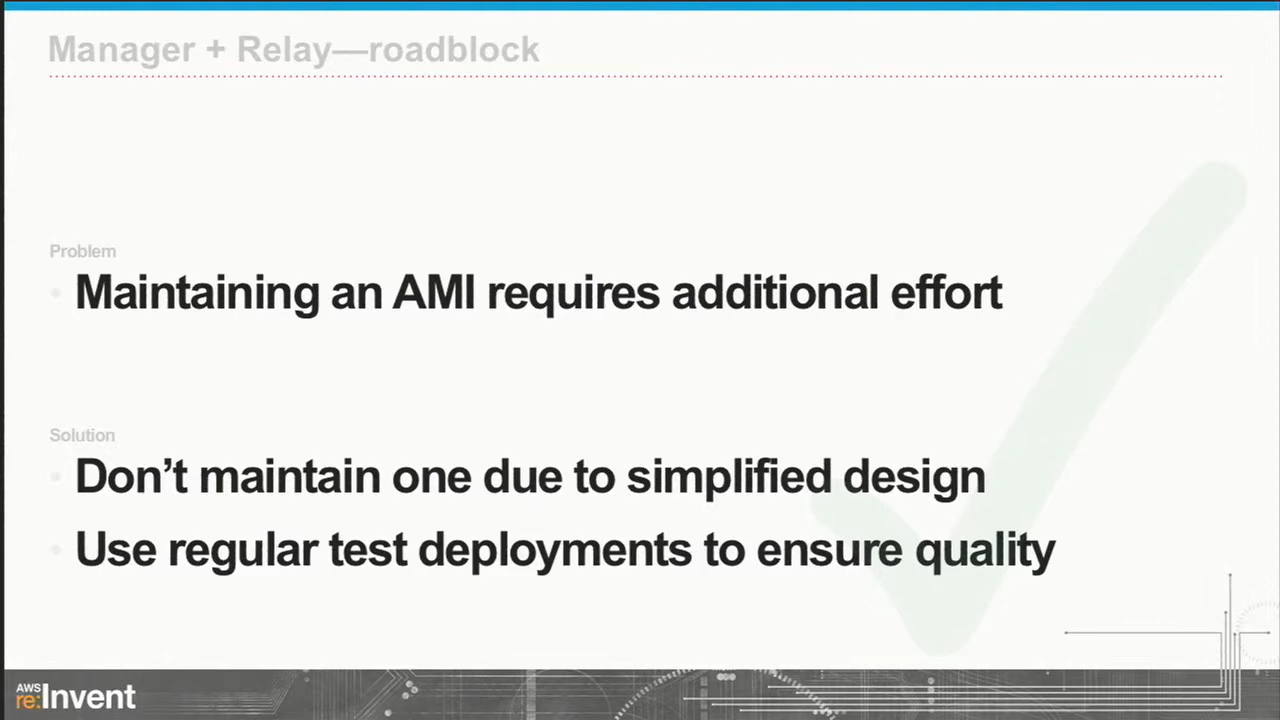 Manager + Relay—roadblock
Problem
• Maintaining an AMI requires additional effort
Solution
• Don’t maintain one due to simplified design
• Use regular test deployments to ensure quality
AWS
re:Invent